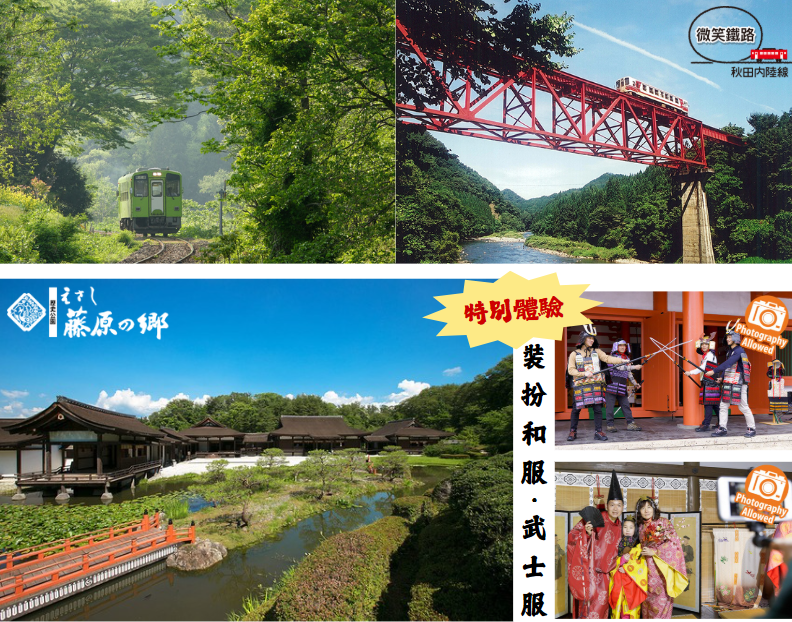 微笑鐵路
秋田内陸線
えさし
藤原の郷
歴史公園
特別體驗
裝扮和服·武士服
Photography
Allowed
Photography
Allowed